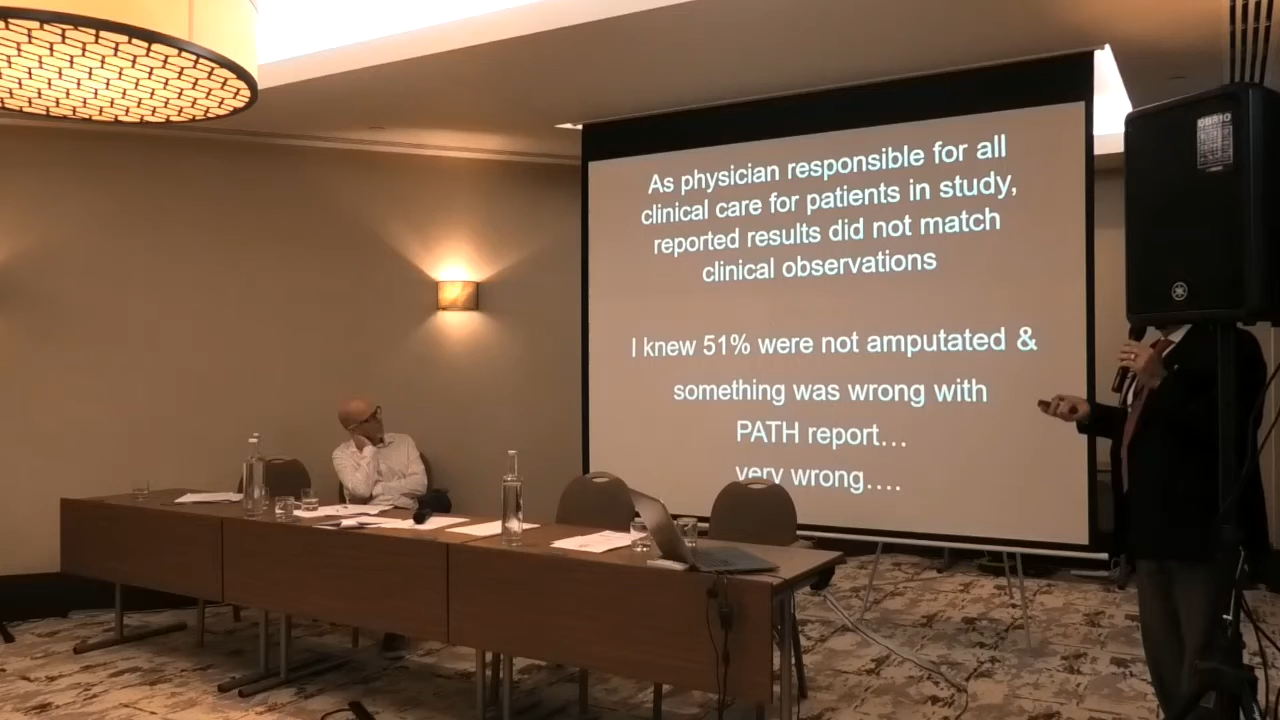 As physician responsible for all
clinical care for patients in study,
reported results did not match
clinical observations
I knew 51% were not amputated &
something was wrong with
PATH report…
very wrong….
DBR10